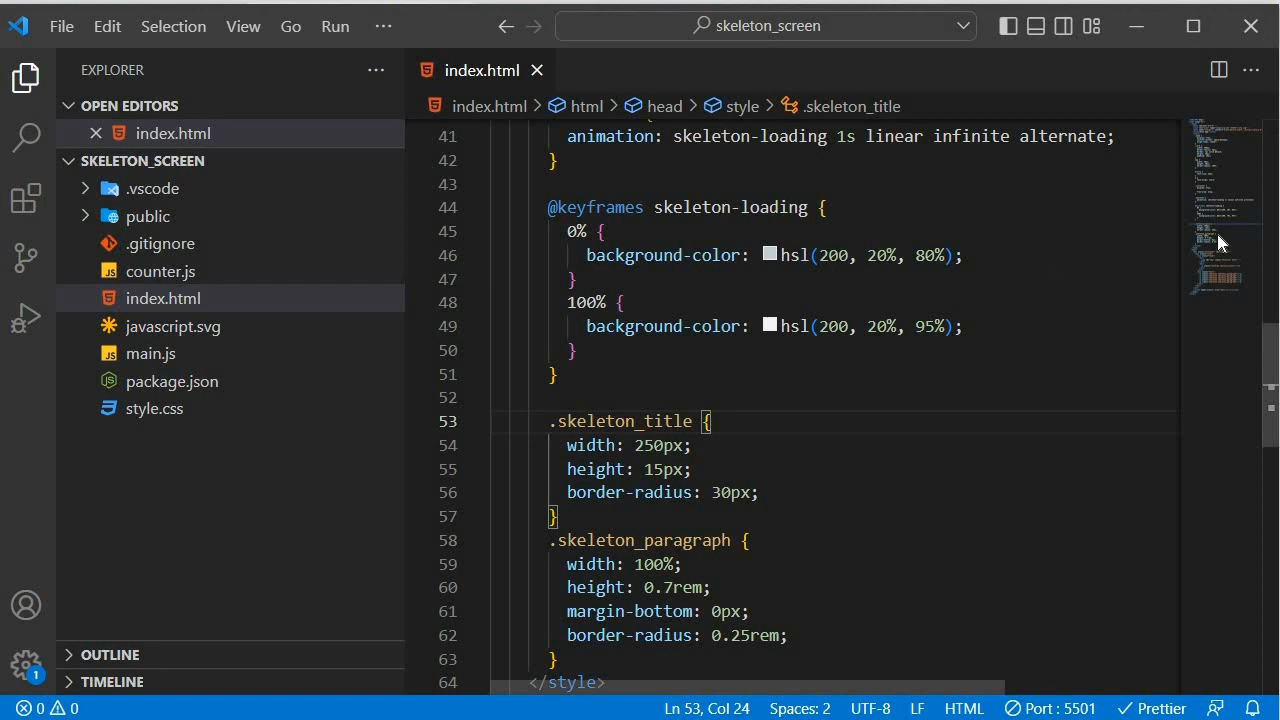 File Edit Selection View Go Run ··· skeleton_screen
EXPLORER ···
index.html
OPEN EDITORS
index.html
SKELETON_SCREEN
.vscode
public
.gitignore
JS counter.js
index.html
javascript.svg
JS main.js
package.json
style.css
OUTLINE
TIMELINE
index.html > html > head > style > .skeleton_title
41 animation: skeleton-loading 1s linear infinite alternate;
42 }
43
44 @keyframes skeleton-loading {
45 0% {
46 background-color: hsl(200, 20%, 80%);
47 }
48 100% {
49 background-color: hsl(200, 20%, 95%);
50 }
51 }
52
53 .skeleton_title {
54 width: 250px;
55 height: 15px;
56 border-radius: 30px;
57 }
58 .skeleton_paragraph {
59 width: 100%;
60 height: 0.7rem;
61 margin-bottom: 0px;
62 border-radius: 0.25rem;
63 }
64 </style>
1
0 0 Ln 53, Col 24 Spaces: 2 UTF-8 LF HTML Port : 5501 Prettier